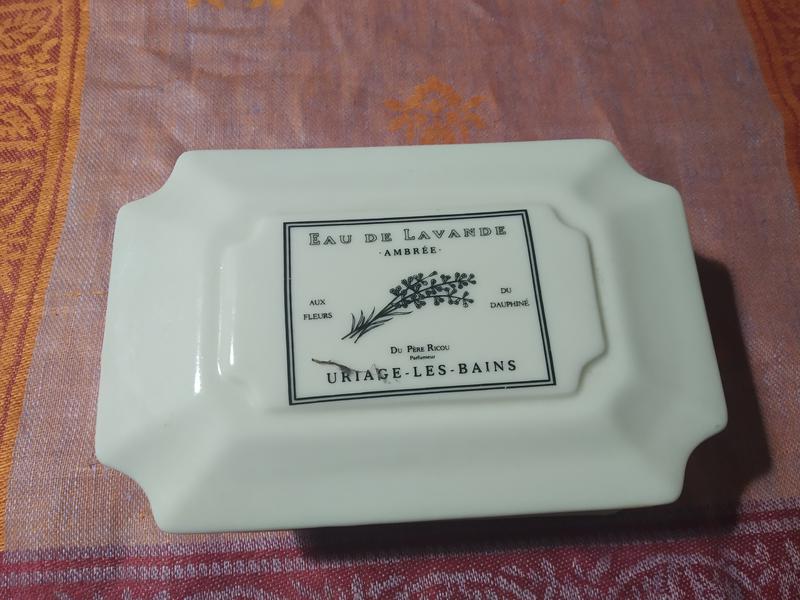 EAU DE LAVANDE
·AMBRÉE·
AUX
FLEURS
DU
DAUPHINÉ
DU PÈRE RICOU
Parfumeur
URIAGE-LES-BAINS